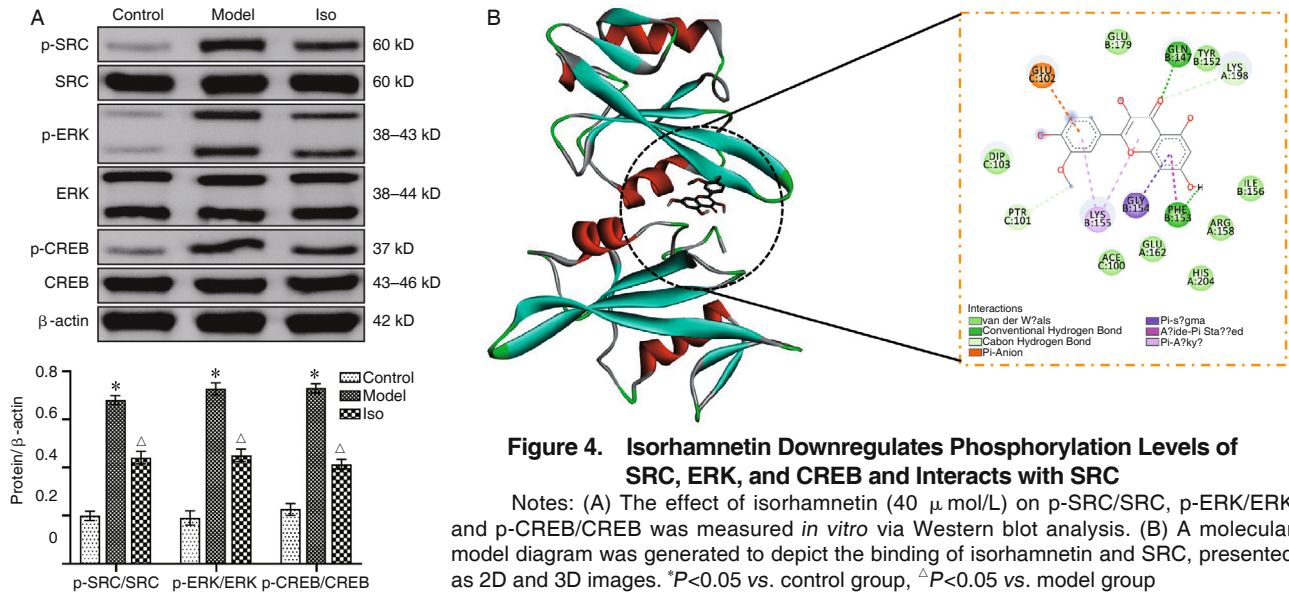 A
Control Model Iso
p-SRC 60 kD
SRC 60 kD
p-ERK 38–43 kD
ERK 38–44 kD
p-CREB 37 kD
CREB 43–46 kD
β-actin 42 kD
Protein/β-actin
0.8
0.6
0.4
0.2
0
* △ * △ * △
Control
Model
Iso
p-SRC/SRC p-ERK/ERK p-CREB/CREB
B
GLU B:179
GLN B:147
TYR B:152
LYS A:198
GLU C:102
DIP C:103
PTR C:101
LYS B:155
GLY B:154
PHE B:153
ILE B:156
ARG A:158
ACE C:100
GLU A:162
HIS A:204
O O O O O O O H
Interactions
van der W?als
Conventional Hydrogen Bond
Cabon Hydrogen Bond
Pi-Anion
Pi-s?gma
A?ide-Pi Sta??ed
Pi-A?ky?
Figure 4. Isorhamnetin Downregulates Phosphorylation Levels of
SRC, ERK, and CREB and Interacts with SRC
Notes: (A) The effect of isorhamnetin (40 μmol/L) on p-SRC/SRC, p-ERK/ERK
and p-CREB/CREB was measured in vitro via Western blot analysis. (B) A molecular
model diagram was generated to depict the binding of isorhamnetin and SRC, presented
as 2D and 3D images. *P<0.05 vs. control group, △P<0.05 vs. model group